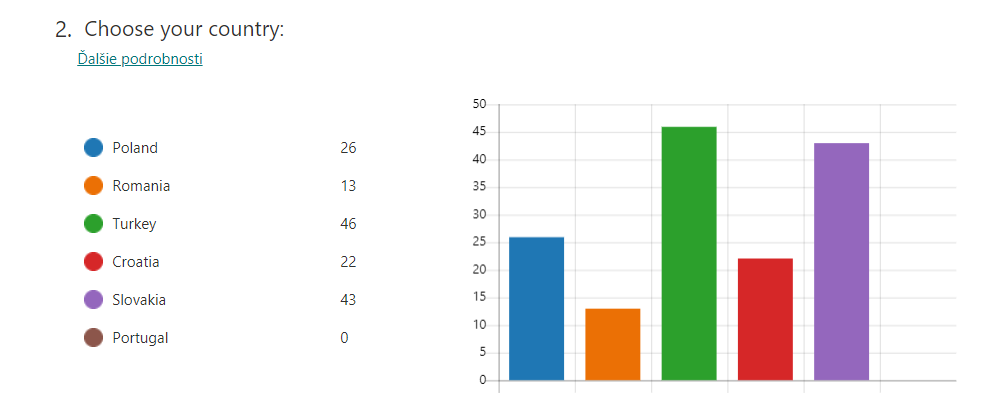 2. Choose your country:
Ďalšie podrobnosti
Poland 26
Romania 13
Turkey 46
Croatia 22
Slovakia 43
Portugal 0
50
45
40
35
30
25
20
15
10
5
0